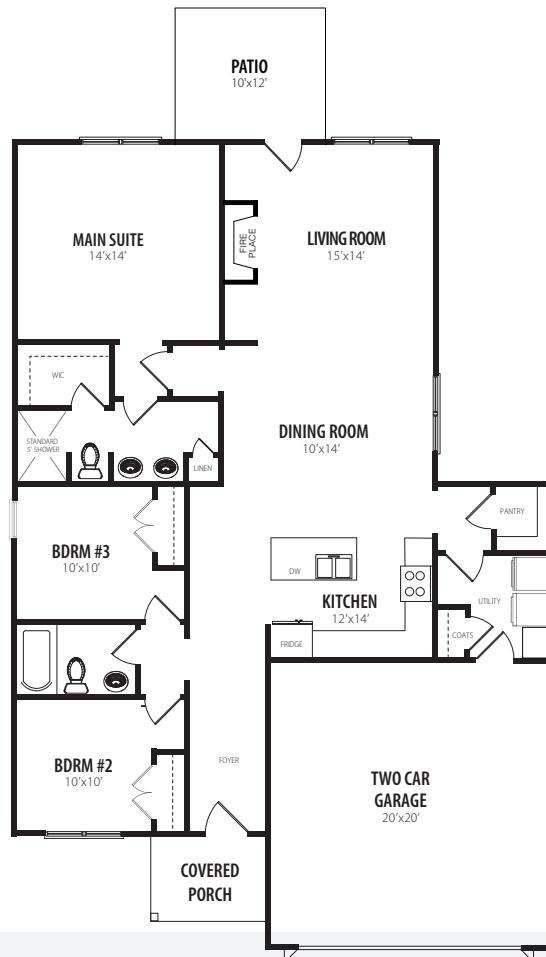 PATIO
10'x12'
MAIN SUITE
14'x14'
FIRE
PLACE
LIVING ROOM
15'x14'
WIC
STANDARD
5' SHOWER
LINEN
DINING ROOM
10'x14'
PANTRY
BDRM #3
10'x10'
DW
KITCHEN
12'x14'
UTILITY
COATS
FRIDGE
BDRM #2
10'x10'
FOYER
TWO CAR
GARAGE
20'x20'
COVERED
PORCH